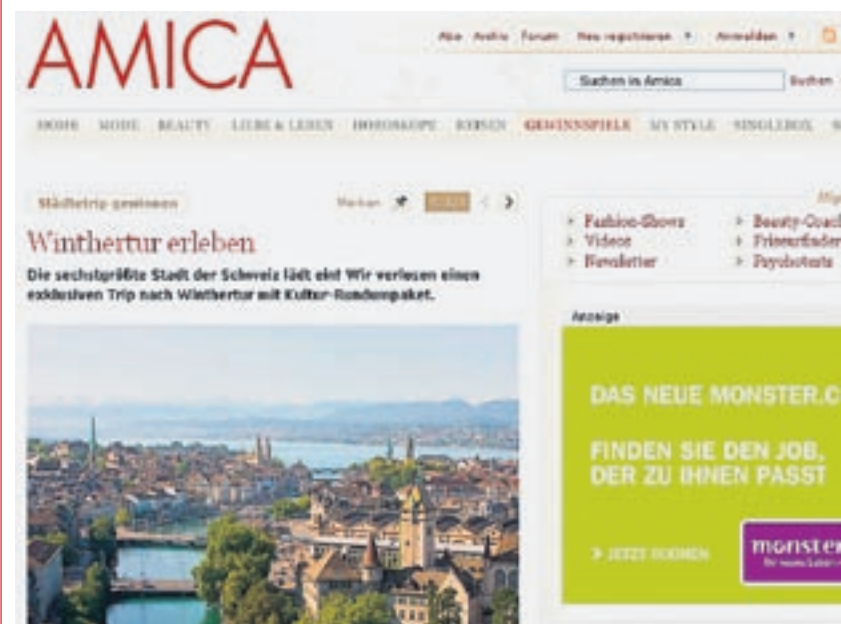 AMICA
Abo Archiv Forum Neu registrieren Anmelden
Suchen in Amica Suchen
HOME MODE BEAUTY LIEBE & LEBEN HOROSKOPE REISEN GEWINNSPIELE MY STYLE SINGLEBOX
Städtetrip gewinnen
Merken
Winthertur erleben
Die sechstgrößte Stadt der Schweiz lädt ein! Wir verlosen einen
exklusiven Trip nach Winthertur mit Kultur-Rundumpaket.
Fashion-Shows
Videos
Newsletter
Beauty-Coach
Friseurfinder
Psychotests
Anzeige
DAS NEUE MONSTER.C
FINDEN SIE DEN JOB,
DER ZU IHNEN PASST
> JETZT SUCHEN
monster